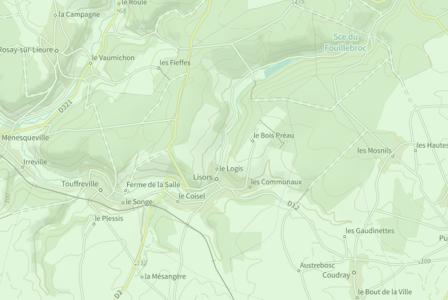 le Roule
la Campagne
Rosay-sur-Lieure
le Vaumichon
les Fieffes
Sce du
Fouillebroc
D321
Menesqueville
le Bois Préau
les Mosnils
les Hautes
Irreville
le Logis
Lisors
Touffreville
Ferme de la Salle
les Communaux
le Coisel
le Songe
D12
le Plessis
les Gaudinettes
Austrebosc
Coudray
la Mésangère
D2
le Bout de la Ville